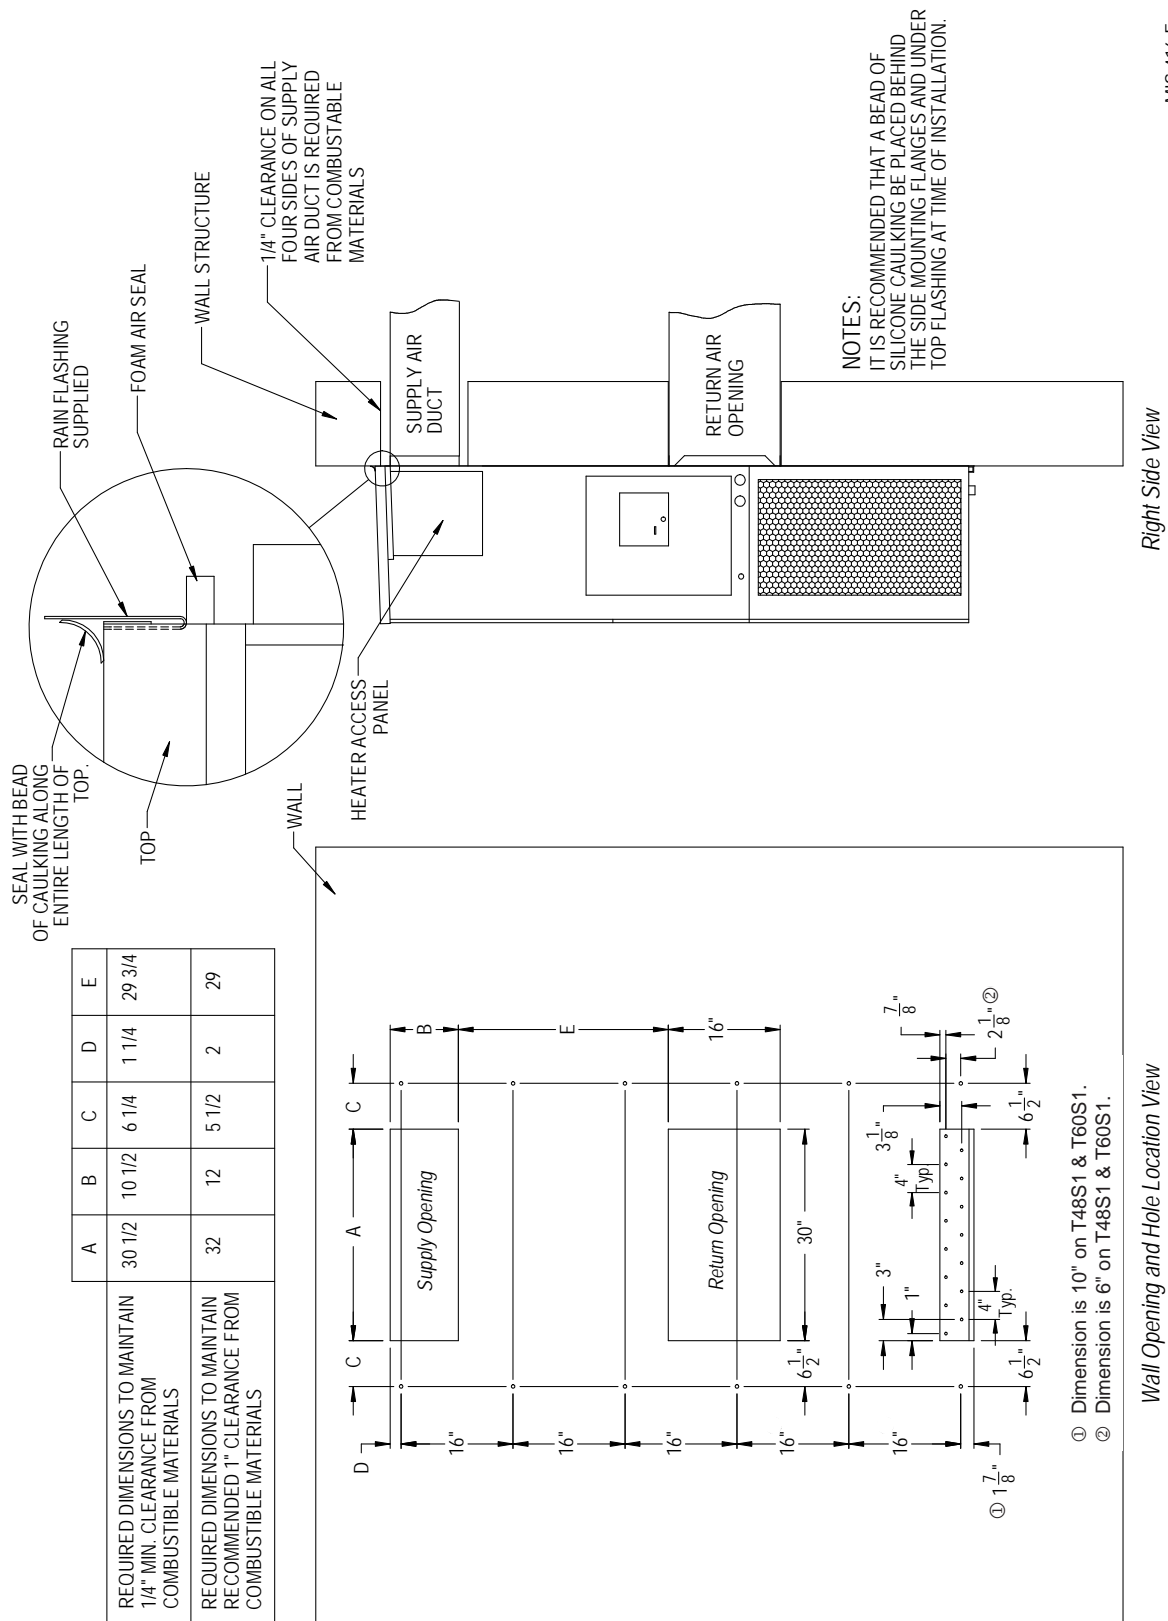 SEAL WITH BEAD
OF CAULKING ALONG
ENTIRE LENGTH OF
TOP.
TOP
RAIN FLASHING
SUPPLIED
FOAM AIR SEAL
WALL STRUCTURE
1/4" CLEARANCE ON ALL
FOUR SIDES OF SUPPLY
AIR DUCT IS REQUIRED
FROM COMBUSTABLE
MATERIALS
HEATER ACCESS
PANEL
SUPPLY AIR
DUCT
RETURN AIR
OPENING
NOTES:
IT IS RECOMMENDED THAT A BEAD OF
SILICONE CAULKING BE PLACED BEHIND
THE SIDE MOUNTING FLANGES AND UNDER
TOP FLASHING AT TIME OF INSTALLATION.
Right Side View
A B C D E
REQUIRED DIMENSIONS TO MAINTAIN
1/4" MIN. CLEARANCE FROM
COMBUSTIBLE MATERIALS
30 1/2 10 1/2 6 1/4 1 1/4 29 3/4
REQUIRED DIMENSIONS TO MAINTAIN
RECOMMENDED 1" CLEARANCE FROM
COMBUSTIBLE MATERIALS
32 12 5 1/2 2 29
WALL
C A C
D
B
Supply Opening
E
16"
16"
16"
16"
16"
16"
Return Opening
30"
6 1/2"
3"
1"
4"
Typ.
3 1/8"
7/8"
2 1/8" ②
4"
Typ.
6 1/2"
6 1/2"
① 1 7/8"
① Dimension is 10" on T48S1 & T60S1.
② Dimension is 6" on T48S1 & T60S1.
Wall Opening and Hole Location View